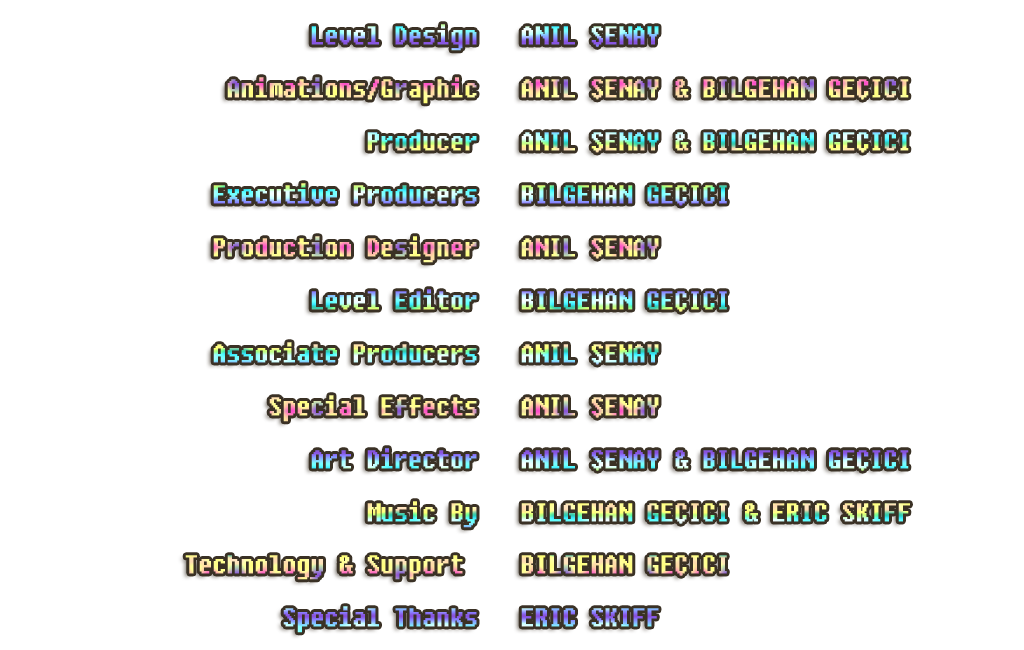 Level Design ANIL ŞENAY
Animations/Graphic ANIL ŞENAY & BILGEHAN GEÇICI
Producer ANIL ŞENAY & BILGEHAN GEÇICI
Executive Producers BILGEHAN GEÇICI
Production Designer ANIL ŞENAY
Level Editor BILGEHAN GEÇICI
Associate Producers ANIL ŞENAY
Special Effects ANIL ŞENAY
Art Director ANIL ŞENAY & BILGEHAN GEÇICI
Music By BILGEHAN GEÇICI & ERIC SKIFF
Technology & Support BILGEHAN GEÇICI
Special Thanks ERIC SKIFF